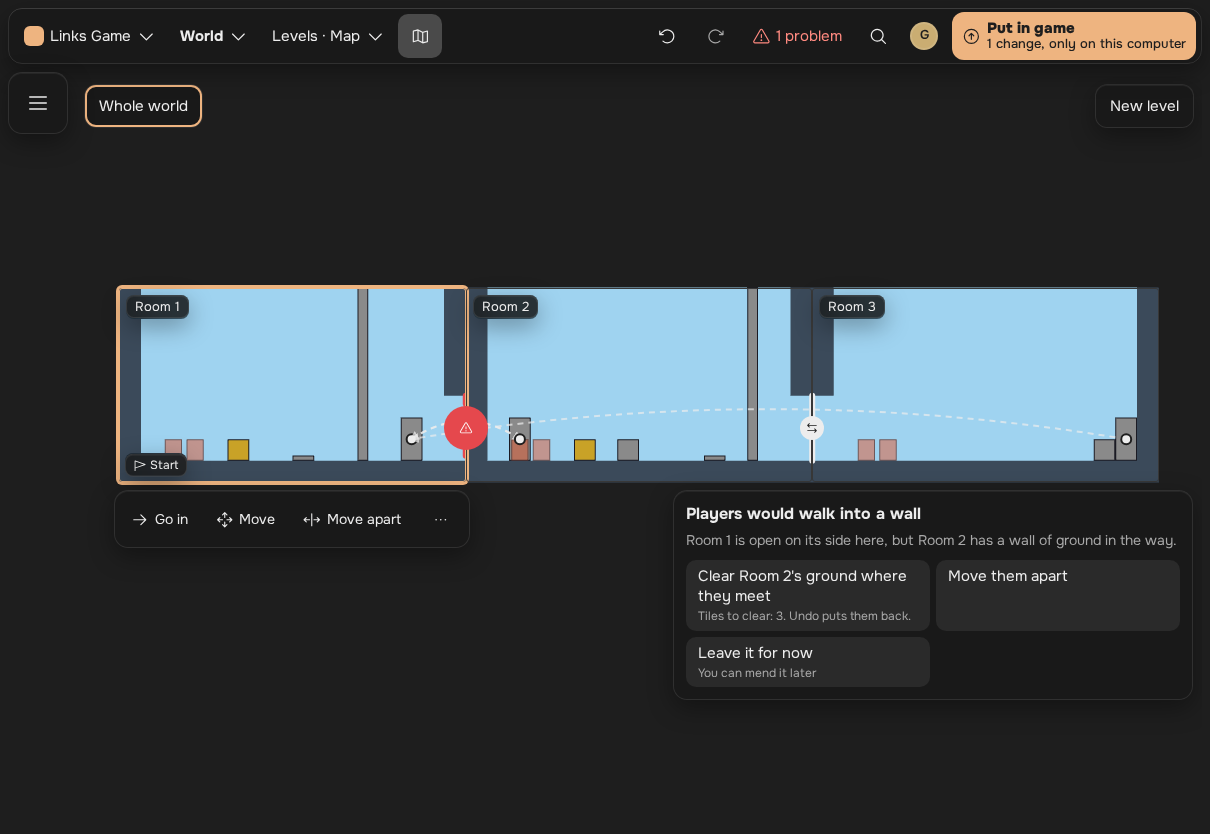 Links Game
World
Levels · Map
1 problem
G
Put in game
1 change, only on this computer
Whole world
New level
Room 1
Room 2
Room 3
Start
Go in
Move
Move apart
Players would walk into a wall
Room 1 is open on its side here, but Room 2 has a wall of ground in the way.
Clear Room 2's ground where
they meet
Tiles to clear: 3. Undo puts them back.
Move them apart
Leave it for now
You can mend it later